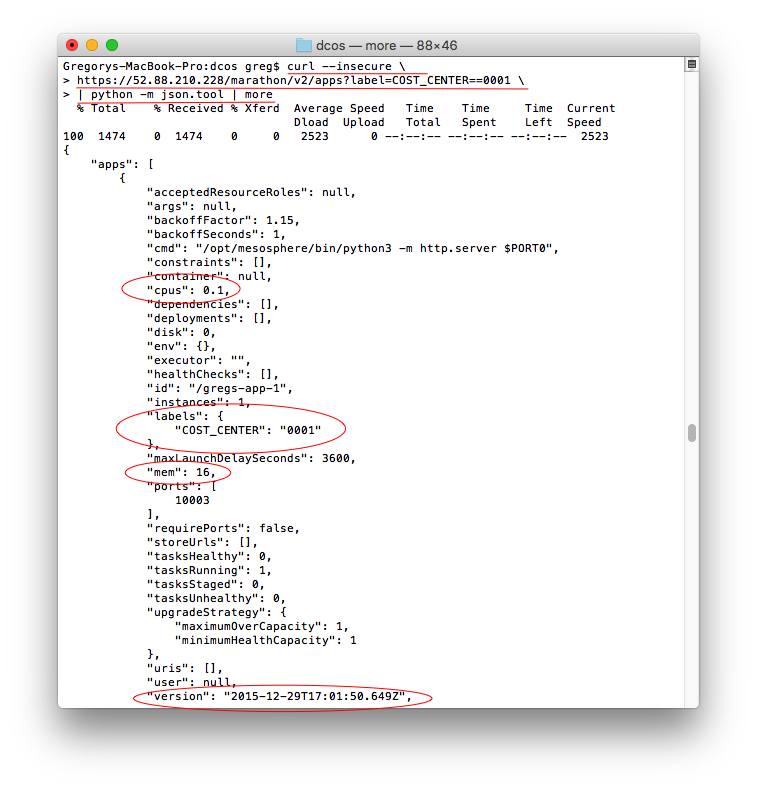 dcos — more — 88×46
Gregorys-MacBook-Pro:dcos greg$ curl --insecure \
> https://52.88.210.228/marathon/v2/apps?label=COST_CENTER==0001 \
> | python -m json.tool | more
  % Total    % Received % Xferd  Average Speed   Time    Time     Time  Current
                                 Dload  Upload   Total   Spent    Left  Speed
100  1474    0  1474    0     0   2523      0 --:--:-- --:--:-- --:--:--  2523
{
    "apps": [
        {
            "acceptedResourceRoles": null,
            "args": null,
            "backoffFactor": 1.15,
            "backoffSeconds": 1,
            "cmd": "/opt/mesosphere/bin/python3 -m http.server $PORT0",
            "constraints": [],
            "container": null,
            "cpus": 0.1,
            "dependencies": [],
            "deployments": [],
            "disk": 0,
            "env": {},
            "executor": "",
            "healthChecks": [],
            "id": "/gregs-app-1",
            "instances": 1,
            "labels": {
                "COST_CENTER": "0001"
            },
            "maxLaunchDelaySeconds": 3600,
            "mem": 16,
            "ports": [
                10003
            ],
            "requirePorts": false,
            "storeUrls": [],
            "tasksHealthy": 0,
            "tasksRunning": 1,
            "tasksStaged": 0,
            "tasksUnhealthy": 0,
            "upgradeStrategy": {
                "maximumOverCapacity": 1,
                "minimumHealthCapacity": 1
            },
            "uris": [],
            "user": null,
            "version": "2015-12-29T17:01:50.649Z",